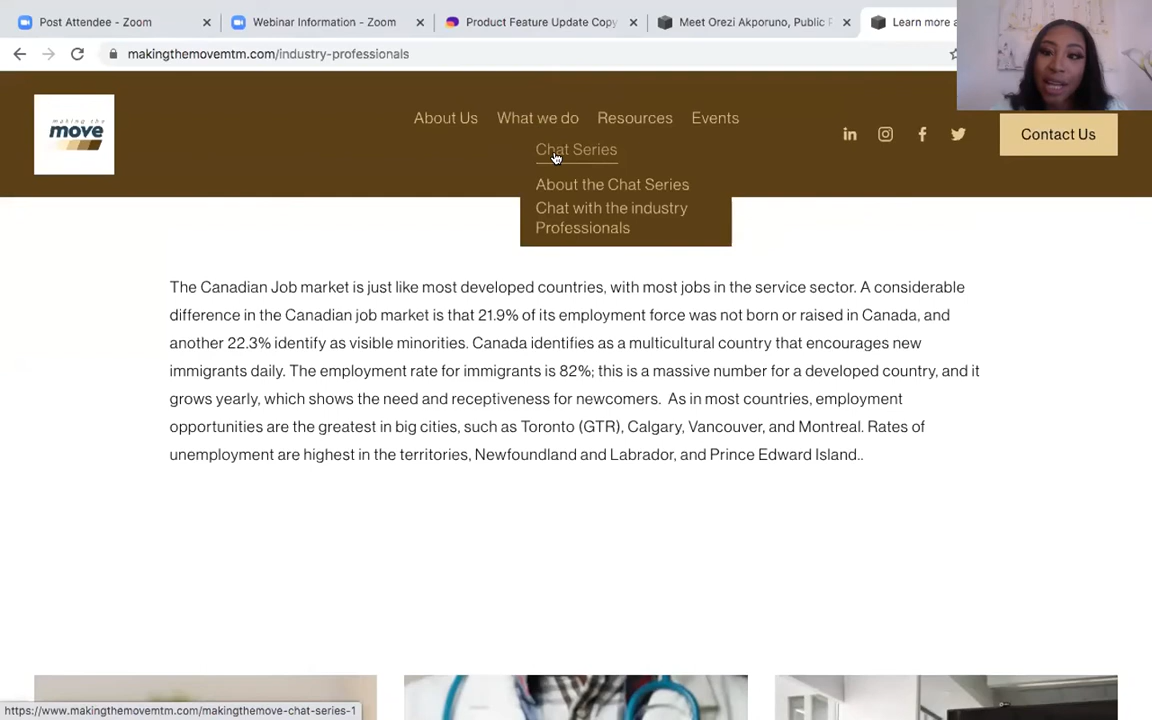 Post Attendee - Zoom
Webinar Information - Zoom
Product Feature Update Copy
Meet Orezi Akporuno, Public
Learn more a
makingthemovemtm.com/industry-professionals
making the
move
About Us
What we do
Resources
Events
Contact Us
Chat Series
About the Chat Series
Chat with the industry
Professionals
The Canadian Job market is just like most developed countries, with most jobs in the service sector. A considerable
difference in the Canadian job market is that 21.9% of its employment force was not born or raised in Canada, and
another 22.3% identify as visible minorities. Canada identifies as a multicultural country that encourages new
immigrants daily. The employment rate for immigrants is 82%; this is a massive number for a developed country, and it
grows yearly, which shows the need and receptiveness for newcomers.  As in most countries, employment
opportunities are the greatest in big cities, such as Toronto (GTR), Calgary, Vancouver, and Montreal. Rates of
unemployment are highest in the territories, Newfoundland and Labrador, and Prince Edward Island..
https://www.makingthemovemtm.com/makingthemove-chat-series-1